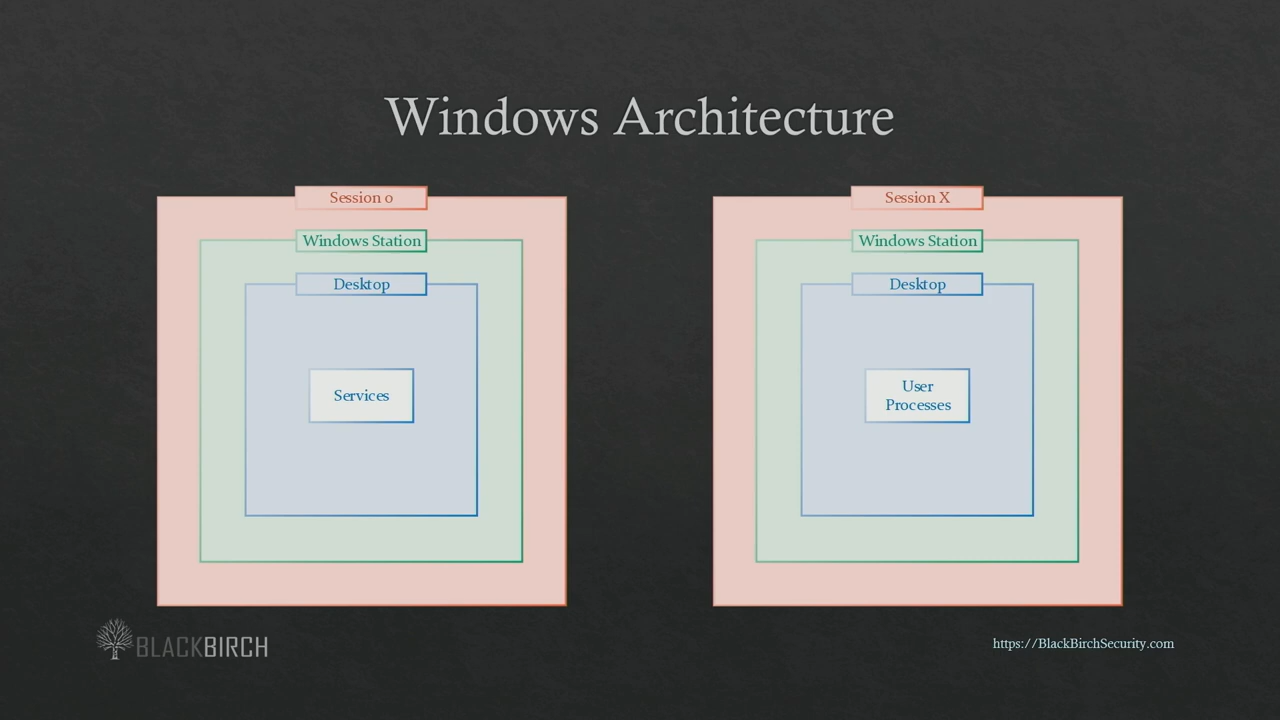 Windows Architecture
Session 0
Windows Station
Desktop
Services
Session X
Windows Station
Desktop
User
Processes
BLACKBIRCH
https://BlackBirchSecurity.com